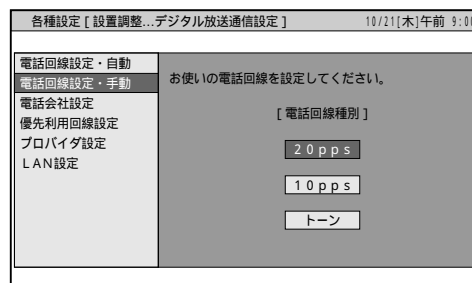 各種設定 [ 設置調整...デジタル放送通信設定 ] 10/21[木]午前 9:00
電話回線設定・自動
電話回線設定・手動
電話会社設定
優先利用回線設定
プロバイダ設定
LAN設定
お使いの電話回線を設定してください。
[ 電話回線種別 ]
20pps
10pps
トーン